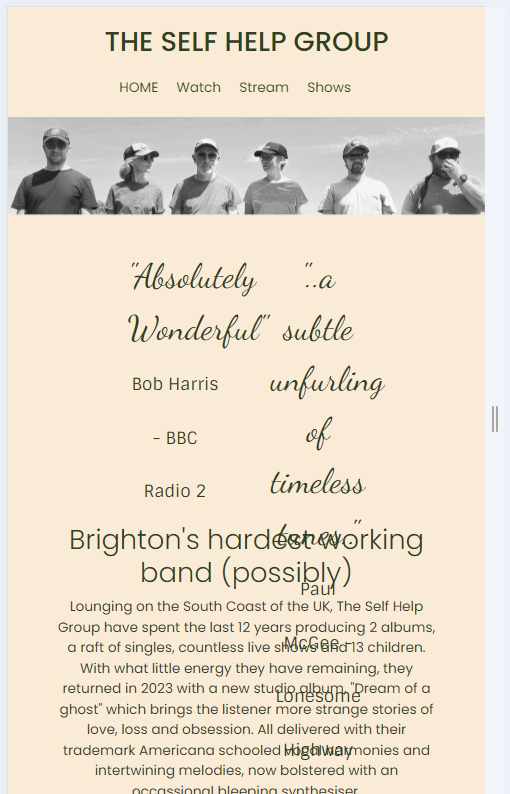 THE SELF HELP GROUP
HOME Watch Stream Shows
"Absolutely
Wonderful"
Bob Harris
- BBC
Radio 2
"..a
subtle
unfurling
of
timeless
tunes.."
Paul
McGee -
Lonesome
Highway
Brighton's hardest working
band (possibly)
Lounging on the South Coast of the UK, The Self Help
Group have spent the last 12 years producing 2 albums,
a raft of singles, countless live shows and 13 children.
With what little energy they have remaining, they
returned in 2023 with a new studio album, "Dream of a
ghost" which brings the listener more strange stories of
love, loss and obsession. All delivered with their
trademark Americana schooled vocal harmonies and
intertwining melodies, now bolstered with an
occassional bleeping synthesiser